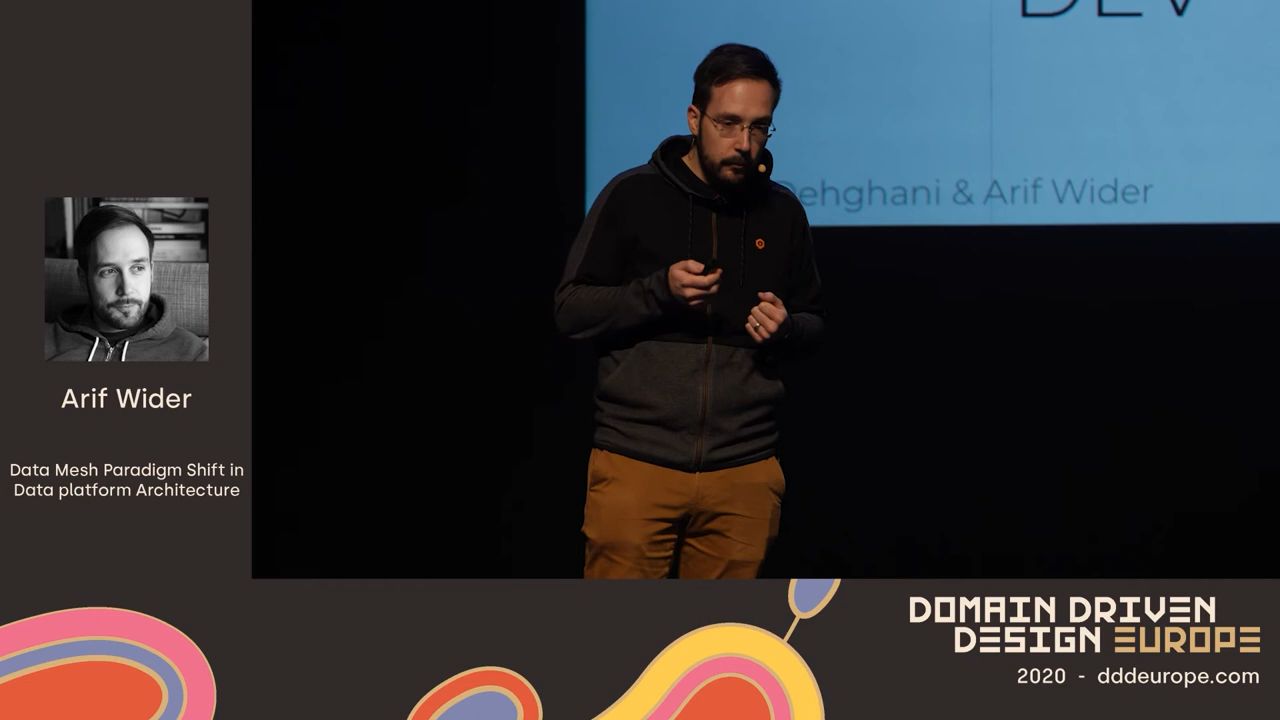 DEV
Dehghani & Arif Wider
Arif Wider
Data Mesh Paradigm Shift in
Data platform Architecture
DOMAIN DRIVEN
DESIGN EUROPE
2020 - dddeurope.com